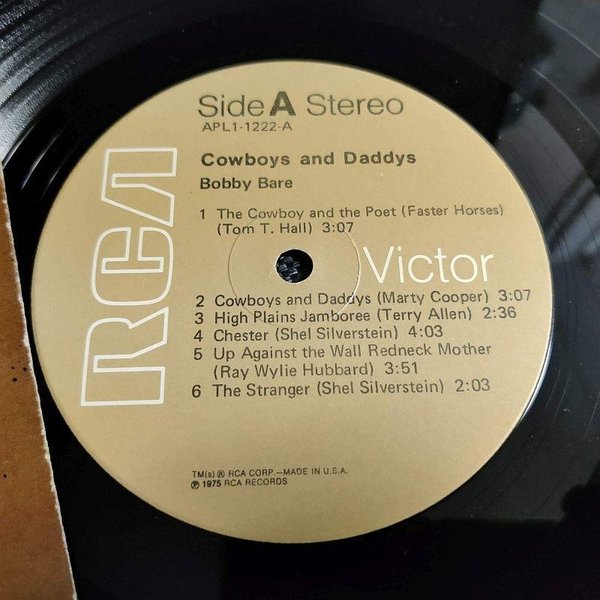 Side A Stereo
APL1-1222-A
Cowboys and Daddys
Bobby Bare
1 The Cowboy and the Poet (Faster Horses)
(Tom T. Hall) 3:07
RCA
Victor
2 Cowboys and Daddys (Marty Cooper) 3:07
3 High Plains Jamboree (Terry Allen) 2:36
4 Chester (Shel Silverstein) 4:03
5 Up Against the Wall Redneck Mother
(Ray Wylie Hubbard) 3:51
6 The Stranger (Shel Silverstein) 2:03
TM(s) ® RCA CORP.—MADE IN U.S.A.
℗ 1975 RCA RECORDS